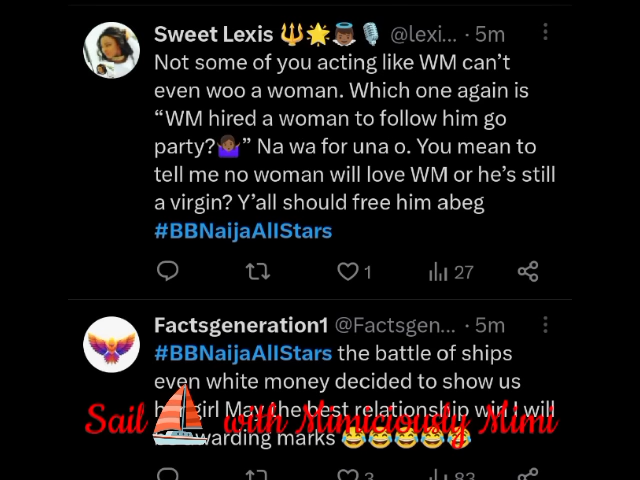 Sweet Lexis 🔱🌟👼🏾🎙️ @lexi... · 5m
Not some of you acting like WM can't
even woo a woman. Which one again is
“WM hired a woman to follow him go
party?🤷🏾‍♀️” Na wa for una o. You mean to
tell me no woman will love WM or he's still
a virgin? Y'all should free him abeg
#BBNaijaAllStars
1 27
Factsgeneration1 @Factsgen... · 5m
#BBNaijaAllStars the battle of ships
even white money decided to show us
girl May the best relationship win I will
marks 😂😂😂😂😂
Sail ⛵ with Mimiciously Mimi
3 83